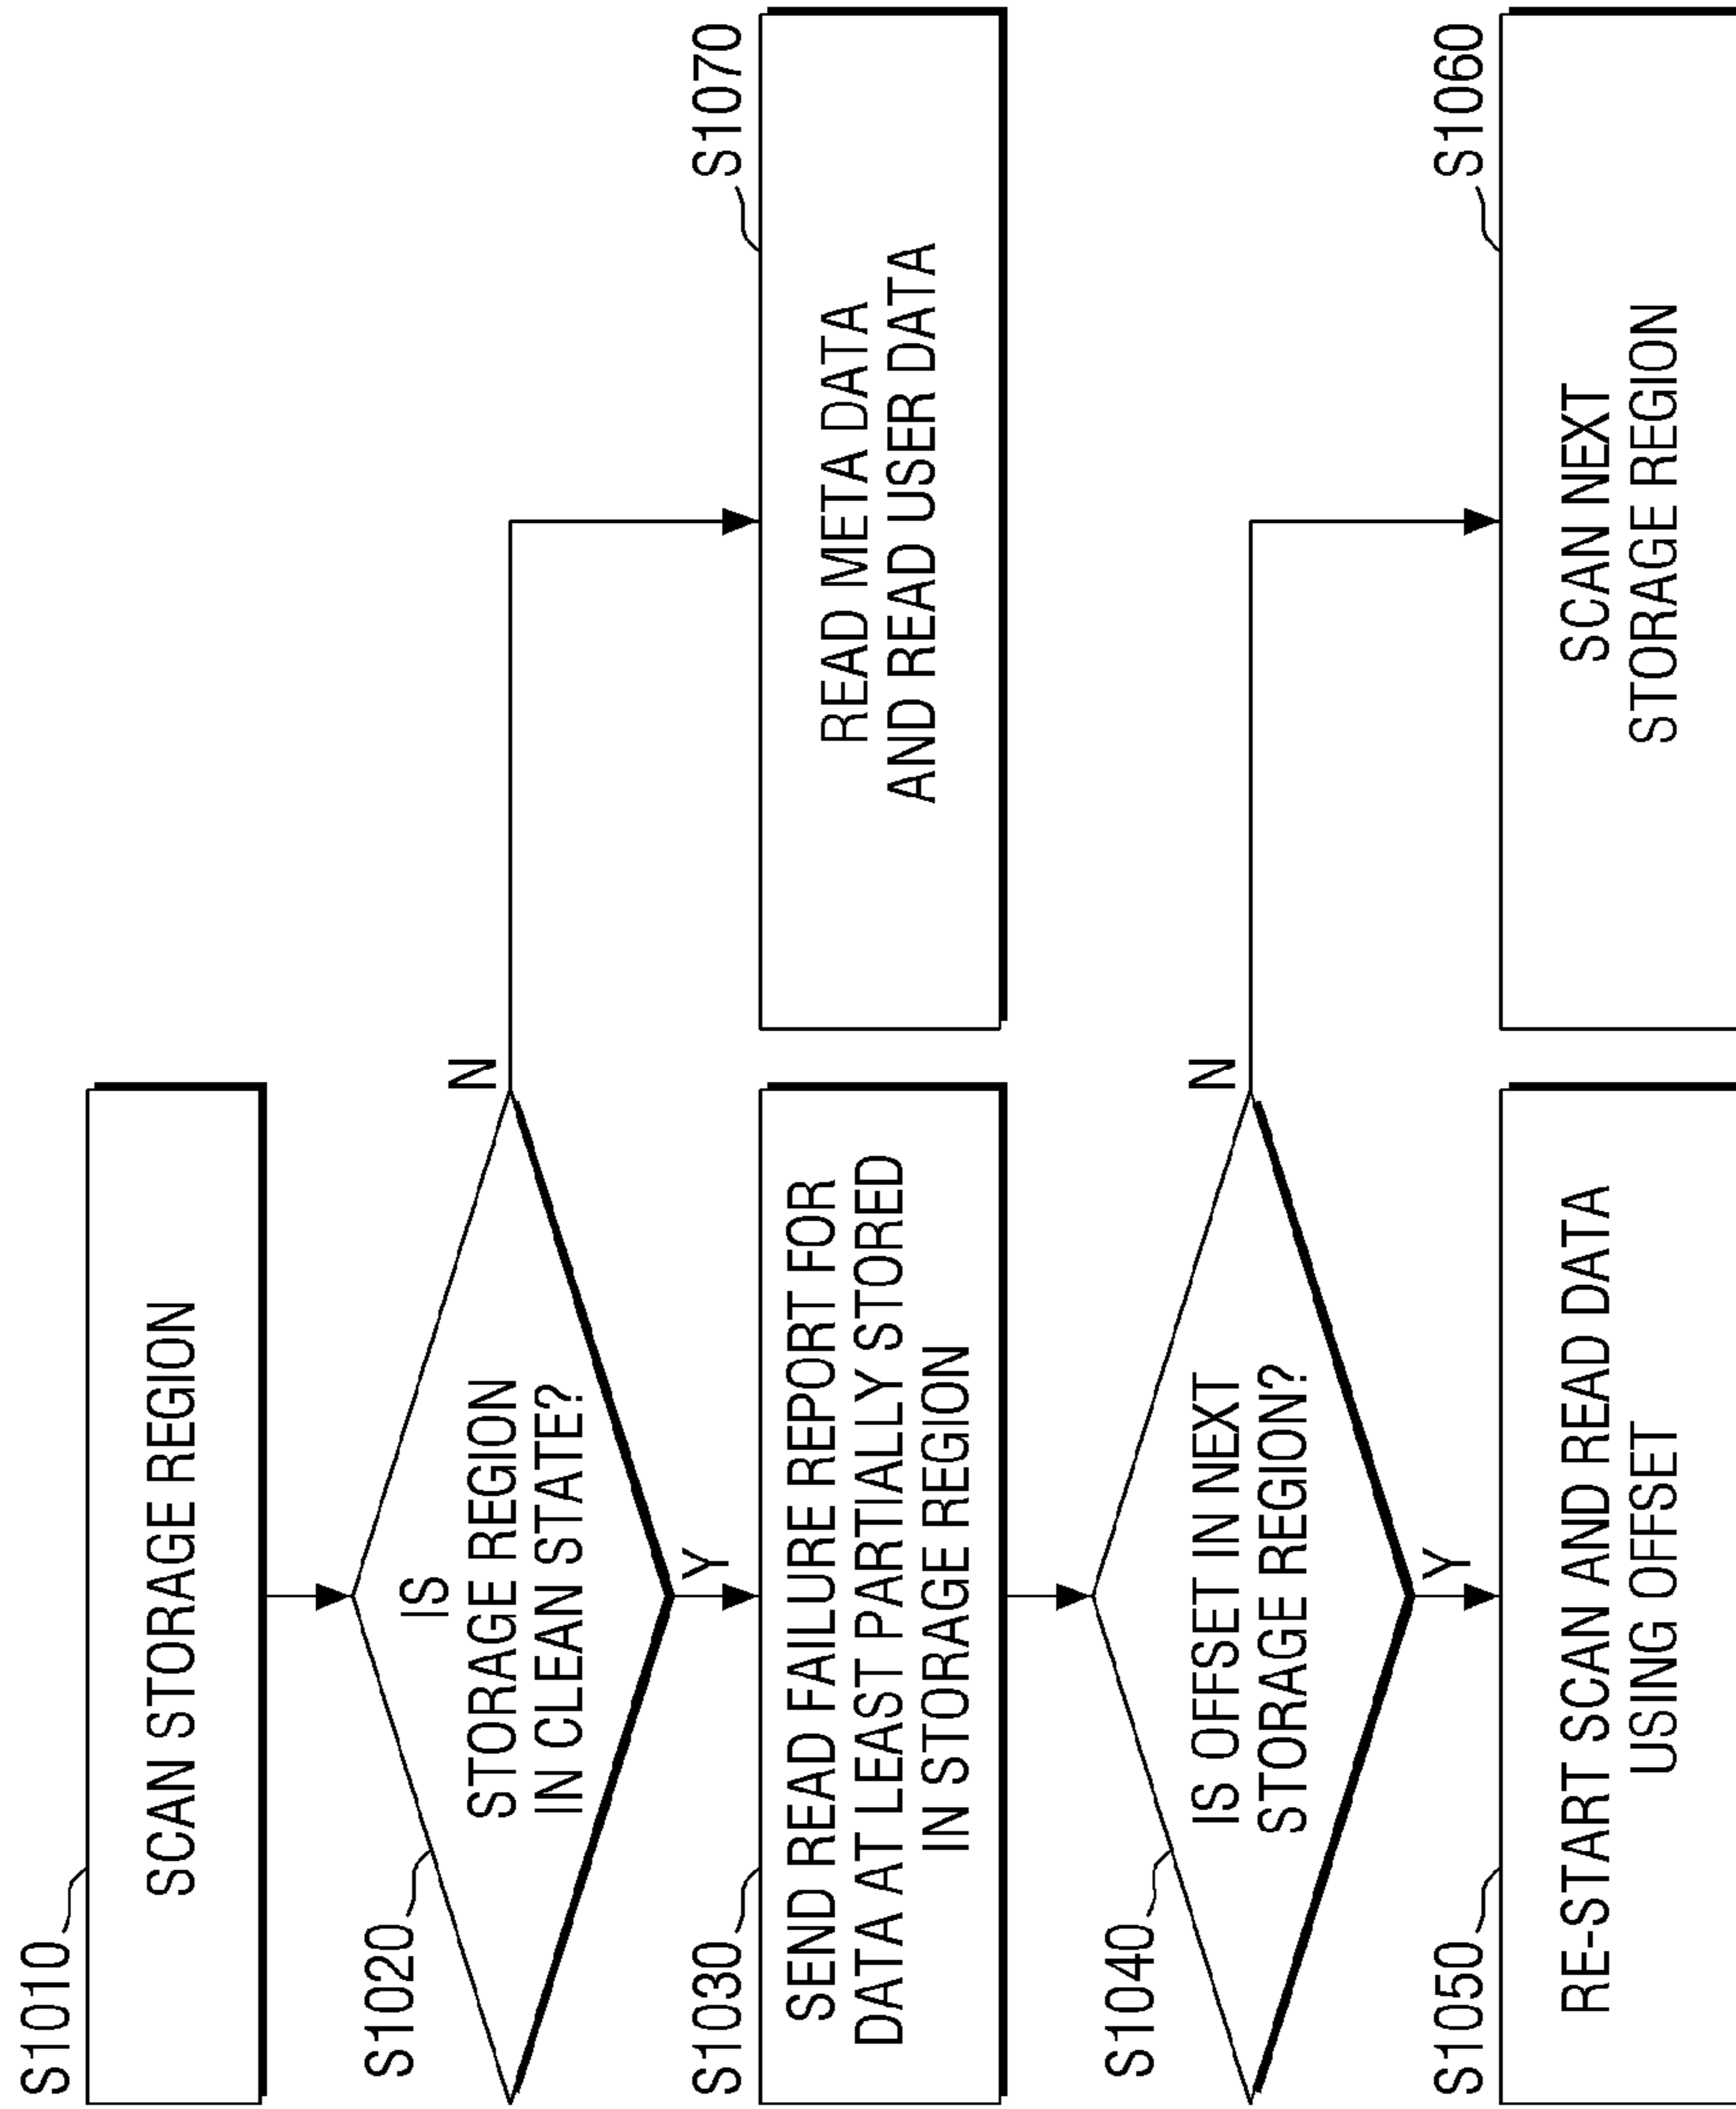 S1010
SCAN STORAGE REGION
S1020
IS
STORAGE REGION
IN CLEAN STATE?
N
Y
S1030
SEND READ FAILURE REPORT FOR
DATA AT LEAST PARTIALLY STORED
IN STORAGE REGION
S1070
READ META DATA
AND READ USER DATA
S1040
IS OFFSET IN NEXT
STORAGE REGION?
N
Y
S1050
RE-START SCAN AND READ DATA
USING OFFSET
S1060
SCAN NEXT
STORAGE REGION